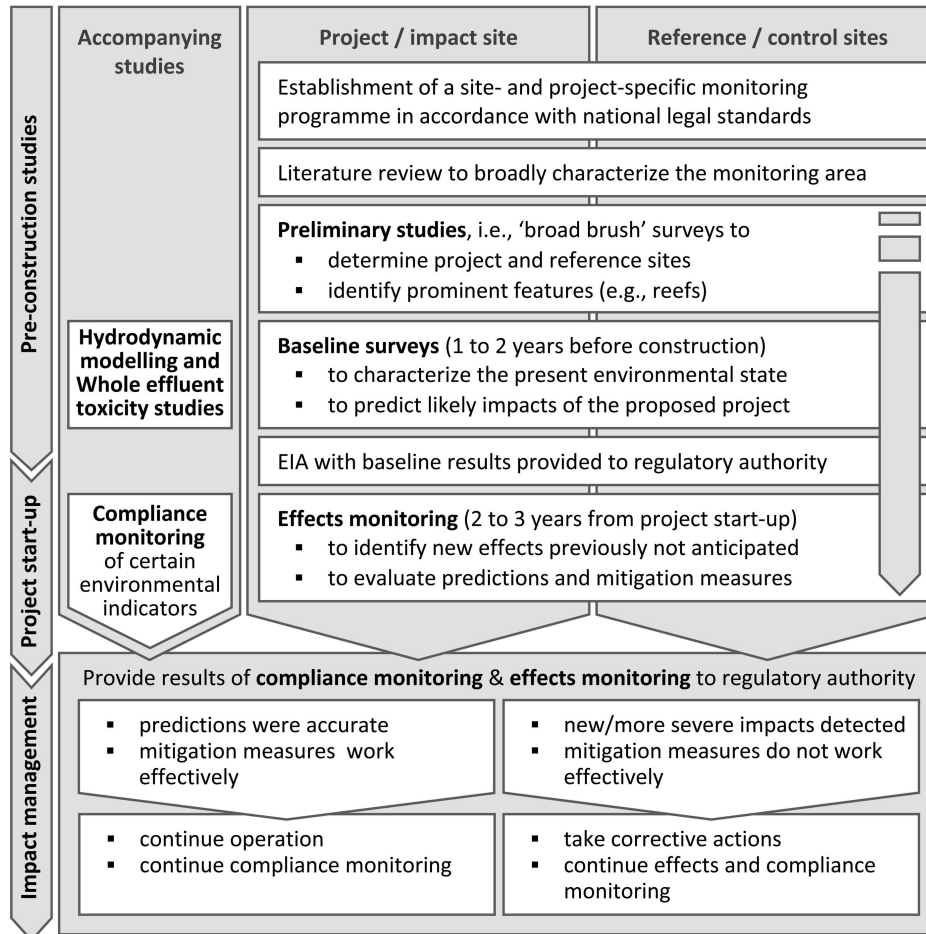 Accompanying
studies
Project / impact site
Reference / control sites
Pre-construction studies
Establishment of a site- and project-specific monitoring
programme in accordance with national legal standards
Literature review to broadly characterize the monitoring area
Preliminary studies, i.e., ‘broad brush’ surveys to
▪ determine project and reference sites
▪ identify prominent features (e.g., reefs)
Hydrodynamic
modelling and
Whole effluent
toxicity studies
Baseline surveys (1 to 2 years before construction)
▪ to characterize the present environmental state
▪ to predict likely impacts of the proposed project
EIA with baseline results provided to regulatory authority
Project start-up
Compliance
monitoring
of certain
environmental
indicators
Effects monitoring (2 to 3 years from project start-up)
▪ to identify new effects previously not anticipated
▪ to evaluate predictions and mitigation measures
Impact management
Provide results of compliance monitoring & effects monitoring to regulatory authority
▪ predictions were accurate
▪ mitigation measures work
effectively
▪ new/more severe impacts detected
▪ mitigation measures do not work
effectively
▪ continue operation
▪ continue compliance monitoring
▪ take corrective actions
▪ continue effects and compliance
monitoring